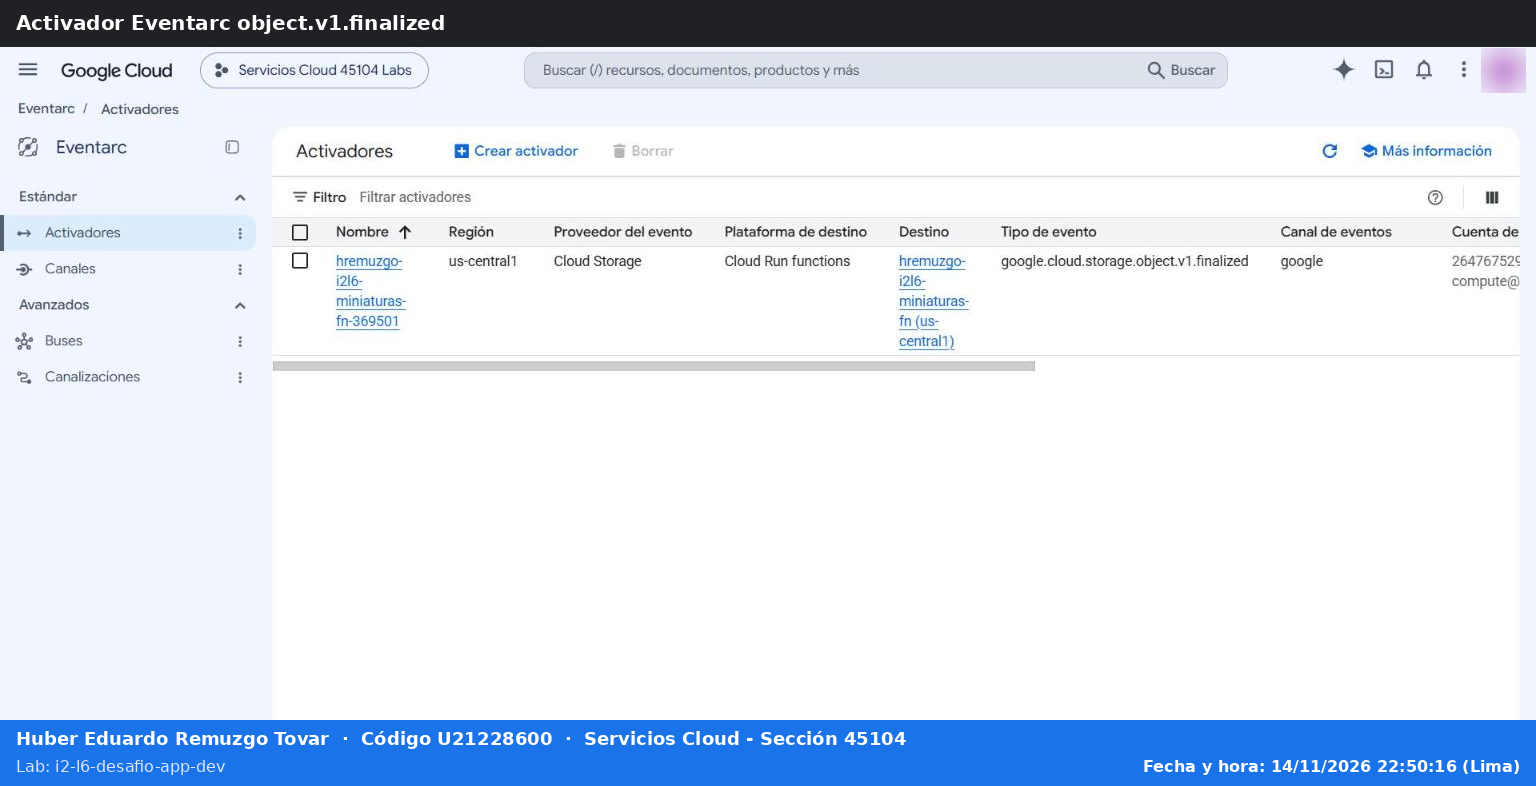 Activador Eventarc object.v1.finalized
Google Cloud
Servicios Cloud 45104 Labs
Buscar (/) recursos, documentos, productos y más
Buscar
Eventarc / Activadores
Eventarc
Estándar
Activadores
Canales
Avanzados
Buses
Canalizaciones
Activadores
Crear activador
Borrar
Más información
Filtro
Filtrar activadores
Nombre Región Proveedor del evento Plataforma de destino Destino Tipo de evento Canal de eventos Cuenta de
hremuzgo- us-central1 Cloud Storage Cloud Run functions hremuzgo- google.cloud.storage.object.v1.finalized google 264767529
i2l6- i2l6- compute@
miniaturas- miniaturas-
fn-369501 fn (us-
central1)
Huber Eduardo Remuzgo Tovar · Código U21228600 · Servicios Cloud - Sección 45104
Lab: i2-l6-desafio-app-dev
Fecha y hora: 14/11/2026 22:50:16 (Lima)